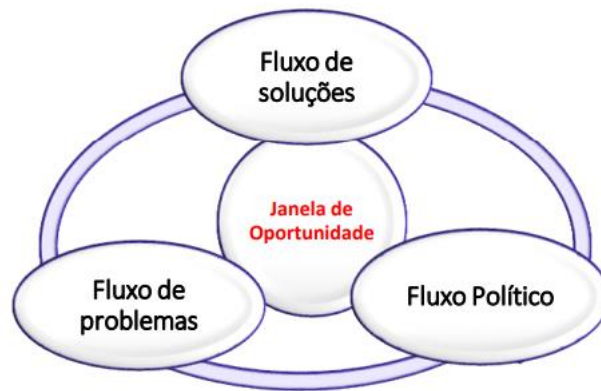 Fluxo de
soluções
Janela de
Oportunidade
Fluxo de
problemas
Fluxo Político